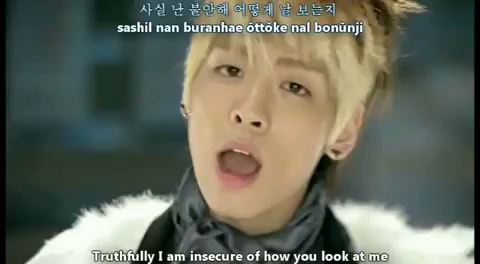 사실 난 불안해 어떻게 날 보는지
sashil nan buranhae ŏttŏke nal bonŭnji
Truthfully I am insecure of how you look at me